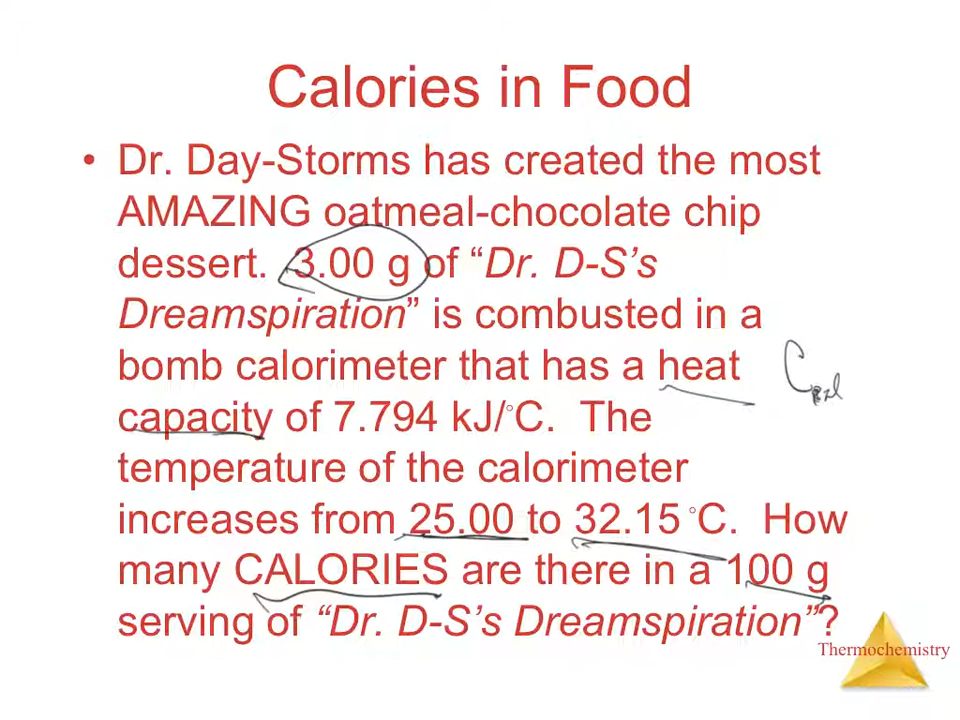 Calories in Food
• Dr. Day-Storms has created the most
AMAZING oatmeal-chocolate chip
dessert. 3.00 g of “Dr. D-S’s
Dreamspiration” is combusted in a
bomb calorimeter that has a heat
capacity of 7.794 kJ/°C. The
temperature of the calorimeter
increases from 25.00 to 32.15 °C. How
many CALORIES are there in a 100 g
serving of “Dr. D-S’s Dreamspiration”?
Thermochemistry